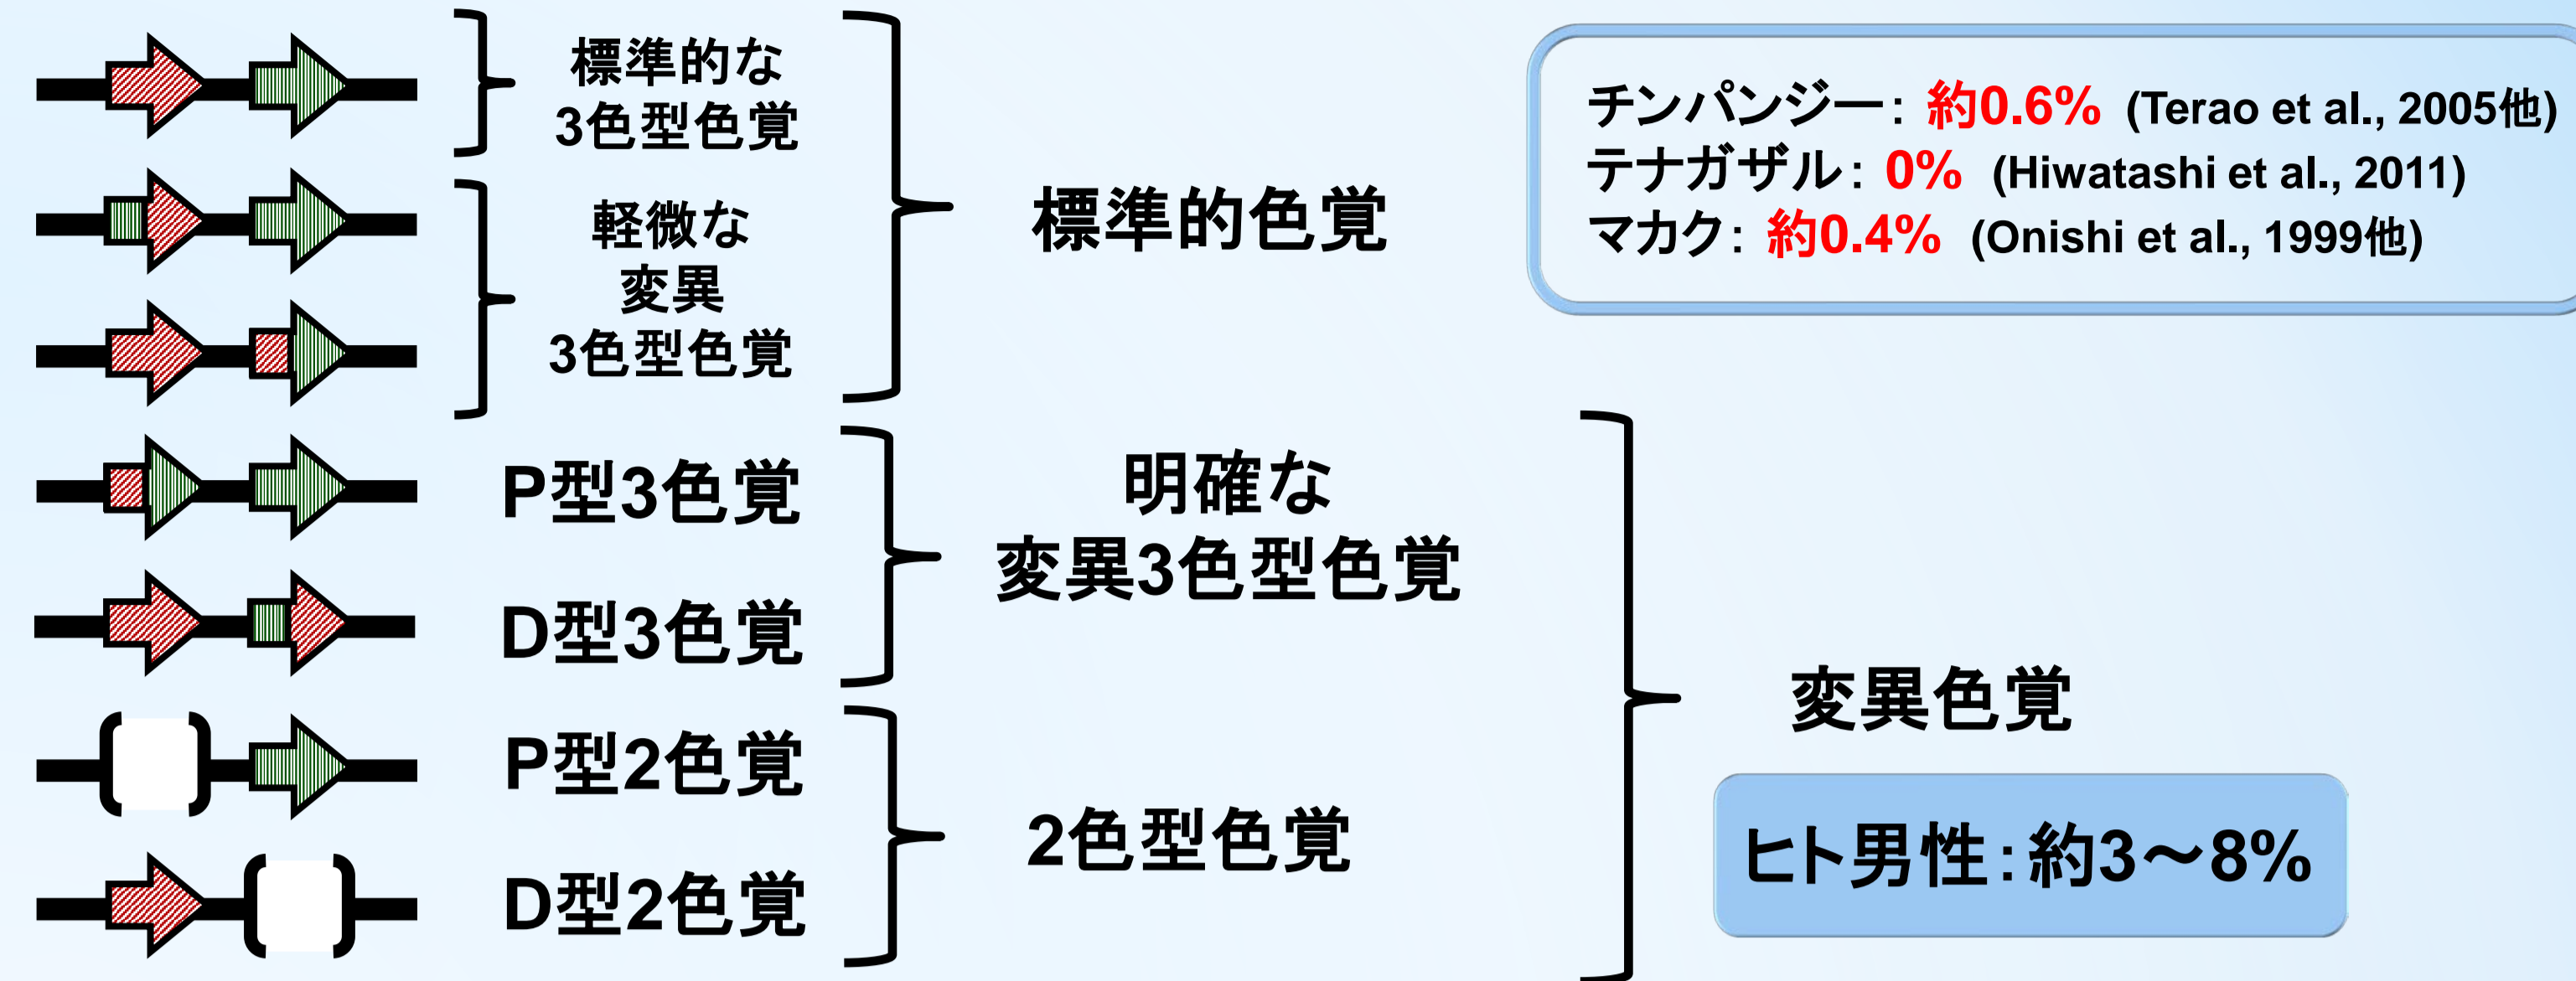 標準的な
3色型色覚
軽微な
変異
3色型色覚
標準的色覚
チンパンジー：約0.6% (Terao et al., 2005他)
テナガザル：0% (Hiwatashi et al., 2011)
マカク：約0.4% (Onishi et al., 1999他)
P型3色覚
D型3色覚
明確な
変異3色型色覚
P型2色覚
D型2色覚
2色型色覚
変異色覚
ヒト男性：約3～8%